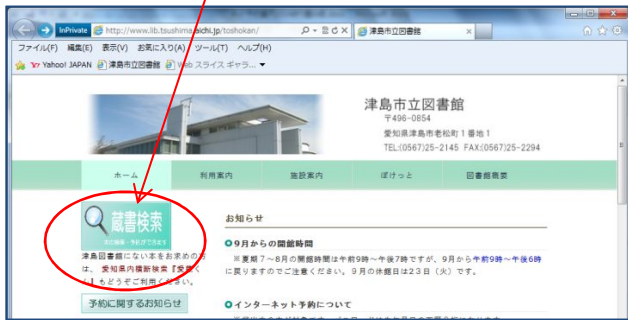 InPrivate http://www.lib.tsushima.aichi.jp/toshokan/ 津島市立図書館
ファイル(F) 編集(E) 表示(V) お気に入り(A) ツール(T) ヘルプ(H)
Yahoo! JAPAN 津島市立図書館 Web スライス ギャラ...
津島市立図書館
〒496-0854
愛知県津島市老松町1番地1
TEL:(0567)25-2145 FAX:(0567)25-2294
ホーム 利用案内 施設案内 ぽけっと 図書館概要
蔵書検索
本の検索・予約ができます
津島図書館にない本をお求めの方
は、 愛知県内横断検索『愛蔵く
ん』もどうぞご利用ください。
予約に関するお知らせ
お知らせ
9月からの開館時間
※夏期7～8月の開館時間は午前9時～午後7時ですが、9月から午前9時～午後6時
に戻りますのでご注意ください。9月の休館日は23日（火）です。
インターネット予約について